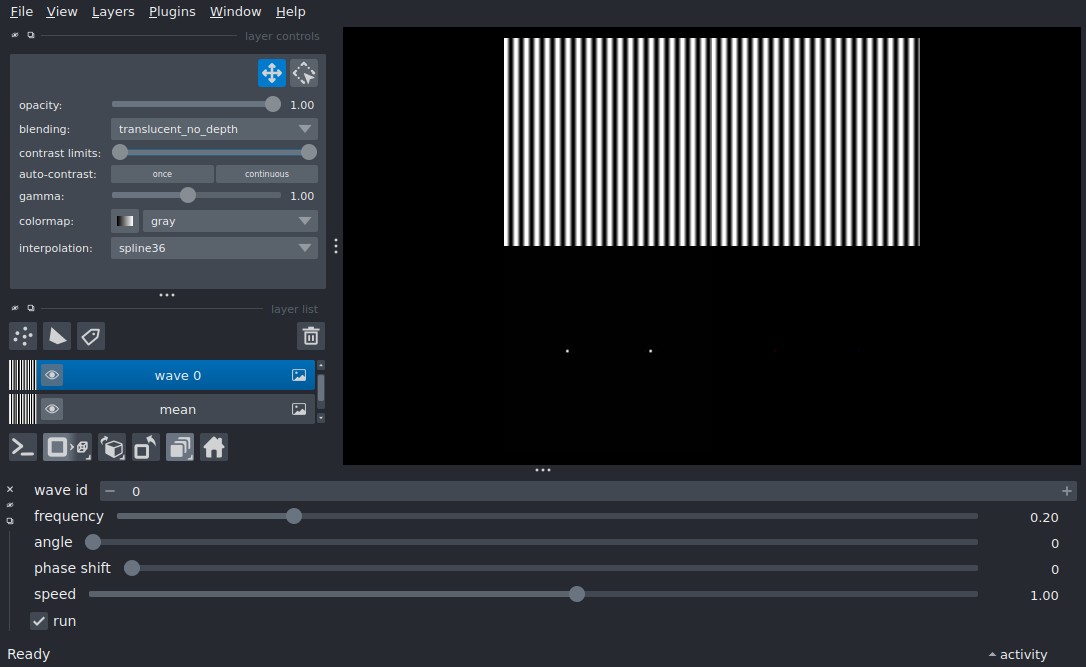 File View Layers Plugins Window Help
layer controls
opacity: 1.00
blending: translucent_no_depth
contrast limits:
auto-contrast: once continuous
gamma: 1.00
colormap: gray
interpolation: spline36
layer list
wave 0
mean
wave id 0
frequency 0.20
angle 0
phase shift 0
speed 1.00
run
Ready activity